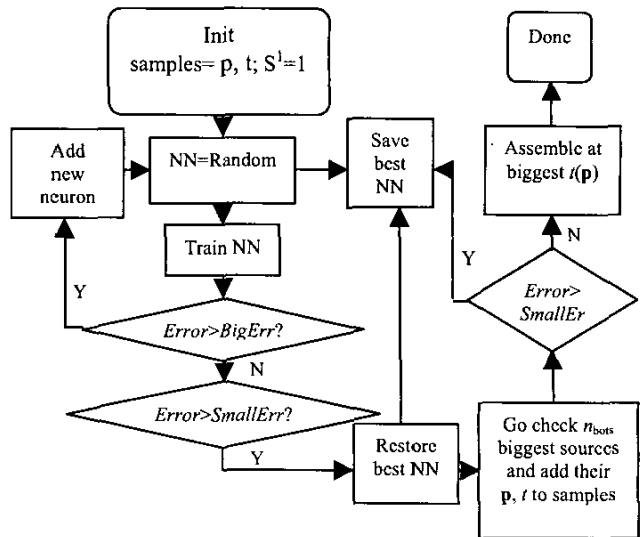 Init
samples= p, t; S¹=1
Done
Add
new
neuron
NN=Random
Save
best
NN
Assemble at
biggest t(p)
Train NN
Y
Y
N
Error>
SmallEr
Error>BigErr?
N
Error>SmallErr?
Y
Restore
best NN
Go check nbots
biggest sources
and add their
p, t to samples